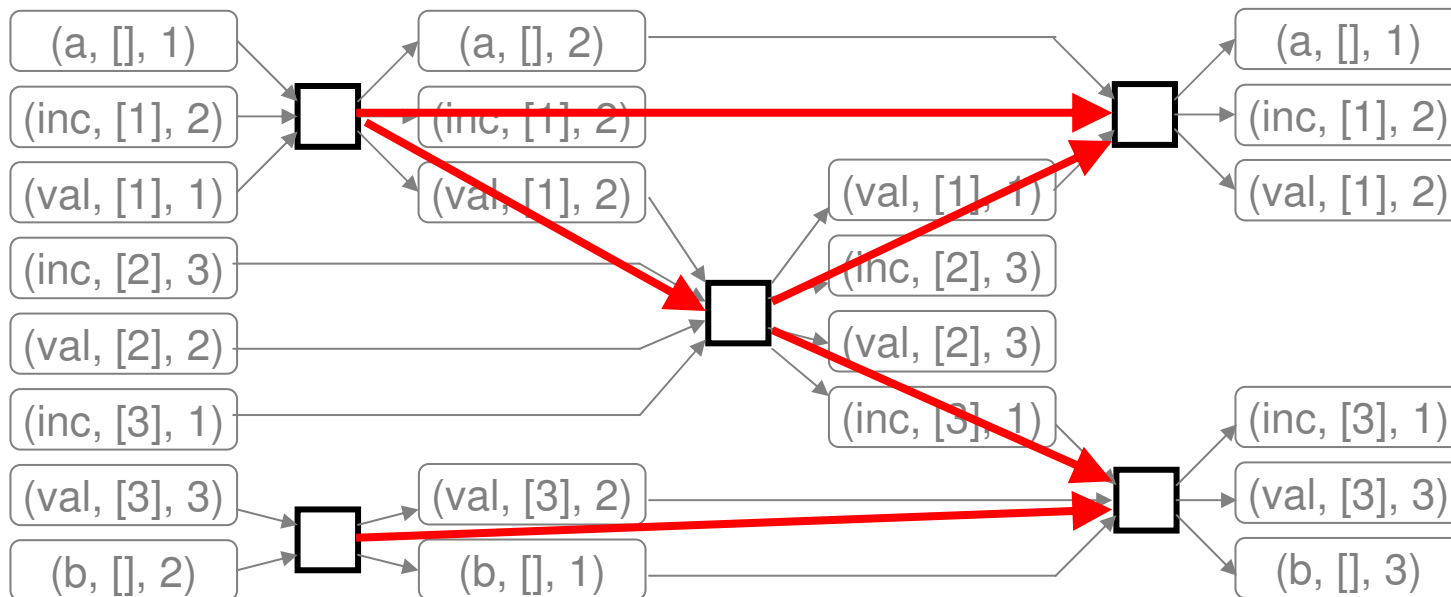 (a, [], 1)
(inc, [1], 2)
(val, [1], 1)
(inc, [2], 3)
(val, [2], 2)
(inc, [3], 1)
(val, [3], 3)
(b, [], 2)
(a, [], 2)
(inc, [1], 2)
(val, [1], 2)
(val, [3], 2)
(b, [], 1)
(val, [1], 1)
(inc, [2], 3)
(val, [2], 3)
(inc, [3], 1)
(a, [], 1)
(inc, [1], 2)
(val, [1], 2)
(inc, [3], 1)
(val, [3], 3)
(b, [], 3)